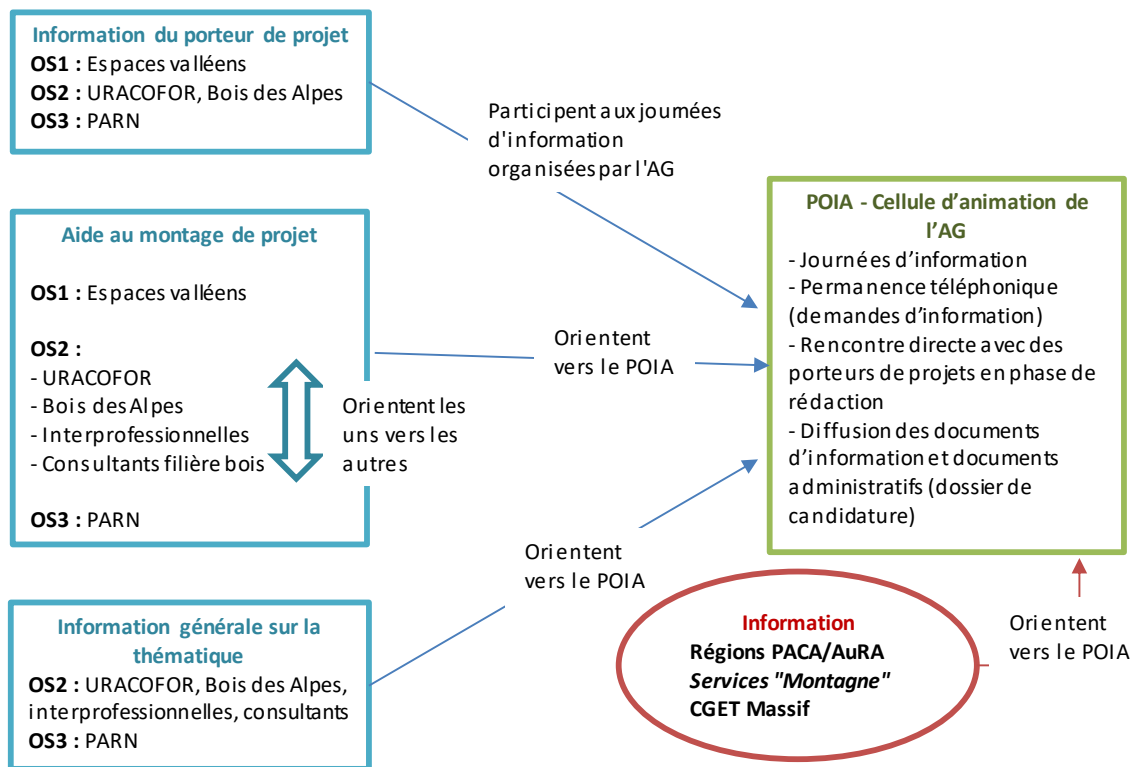 Information du porteur de projet
OS1 : Espaces valléens
OS2 : URACOFOR, Bois des Alpes
OS3 : PARN
Participent aux journées
d'information
organisées par l'AG
Aide au montage de projet
OS1 : Espaces valléens
OS2 :
- URACOFOR
- Bois des Alpes
- Interprofessionnelles
- Consultants filière bois
OS3 : PARN
Orientent les
uns vers les
autres
Orientent
vers le POIA
POIA - Cellule d'animation de
l'AG
- Journées d'information
- Permanence téléphonique
(demandes d'information)
- Rencontre directe avec des
porteurs de projets en phase de
rédaction
- Diffusion des documents
d'information et documents
administratifs (dossier de
candidature)
Orientent
vers le POIA
Information générale sur la
thématique
OS2 : URACOFOR, Bois des Alpes,
interprofessionnelles, consultants
OS3 : PARN
Information
Régions PACA/AuRA
Services "Montagne"
CGET Massif
Orientent
vers le POIA